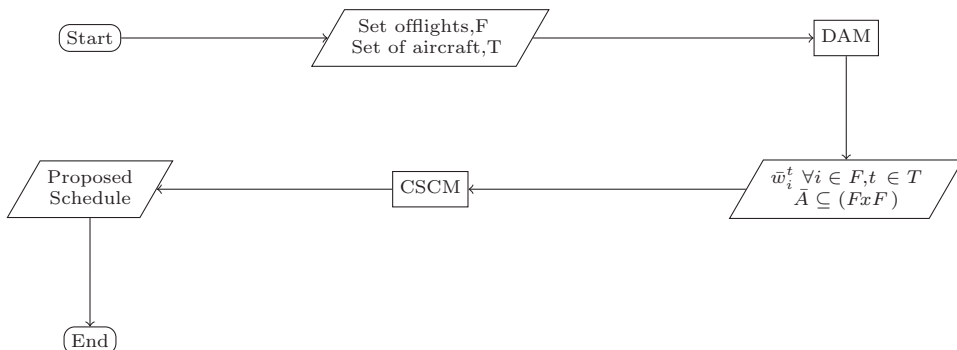 Start
Set offlights,F
Set of aircraft,T
DAM
w̄ᵢᵗ ∀i ∈ F,t ∈ T
Ā ⊆ (FxF)
CSCM
Proposed
Schedule
End